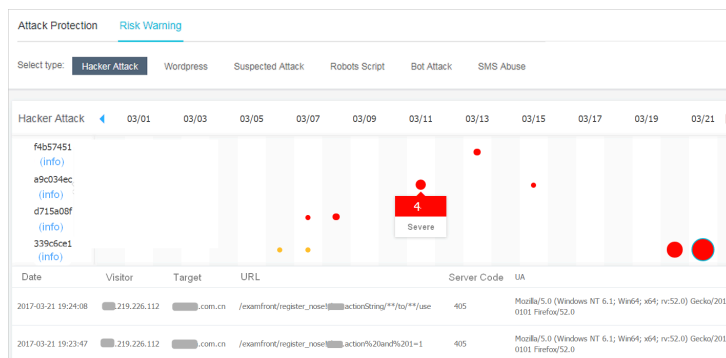 Attack Protection Risk Warning
Select type: Hacker Attack Wordpress Suspected Attack Robots Script Bot Attack SMS Abuse
Hacker Attack 03/01 03/03 03/05 03/07 03/09 03/11 03/13 03/15 03/17 03/19 03/21
f4b57451
(info)
a9c034ec
(info)
4
Severe
d715a08f
(info)
339c6ce1
(info)
Date Visitor Target URL Server Code UA
2017-03-21 19:24:08 .219.226.112 .com.cn /examfront/register_nose! actionString/**/to/**/use 405 Mozilla/5.0 (Windows NT 6.1; Win64; x64; rv:52.0) Gecko/201
0101 Firefox/52.0
2017-03-21 19:23:47 .219.226.112 .com.cn /examfront/register_nose! .action%20and%201=1 405 Mozilla/5.0 (Windows NT 6.1; Win64; x64; rv:52.0) Gecko/201
0101 Firefox/52.0